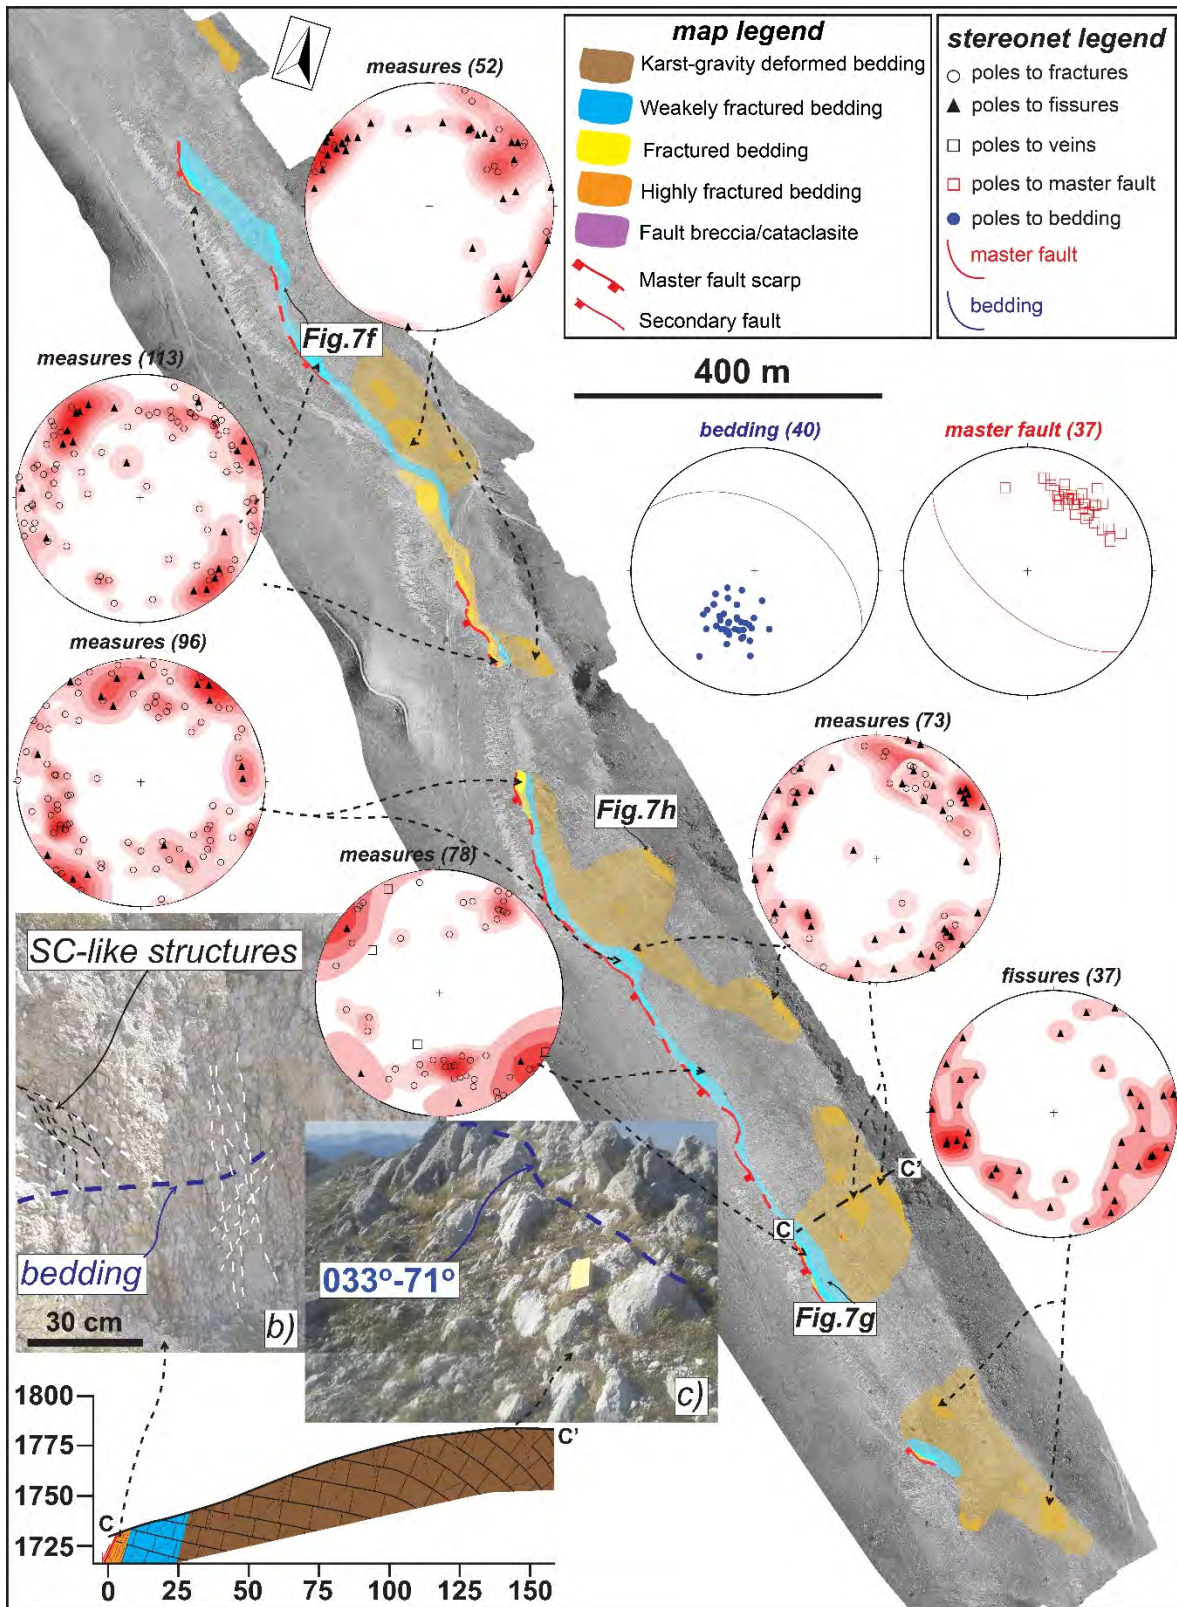 map legend
Karst-gravity deformed bedding
Weakely fractured bedding
Fractured bedding
Highly fractured bedding
Fault breccia/cataclasite
Master fault scarp
Secondary fault
stereonet legend
poles to fractures
poles to fissures
poles to veins
poles to master fault
poles to bedding
master fault
bedding
measures (52)
Fig.7f
400 m
measures (113)
bedding (40)
master fault (37)
measures (96)
measures (73)
Fig.7h
measures (78)
fissures (37)
SC-like structures
bedding
30 cm
b)
033°-71°
c)
C
C'
Fig.7g
1800
1775
1750
1725
C
C'
0 25 50 75 100 125 150